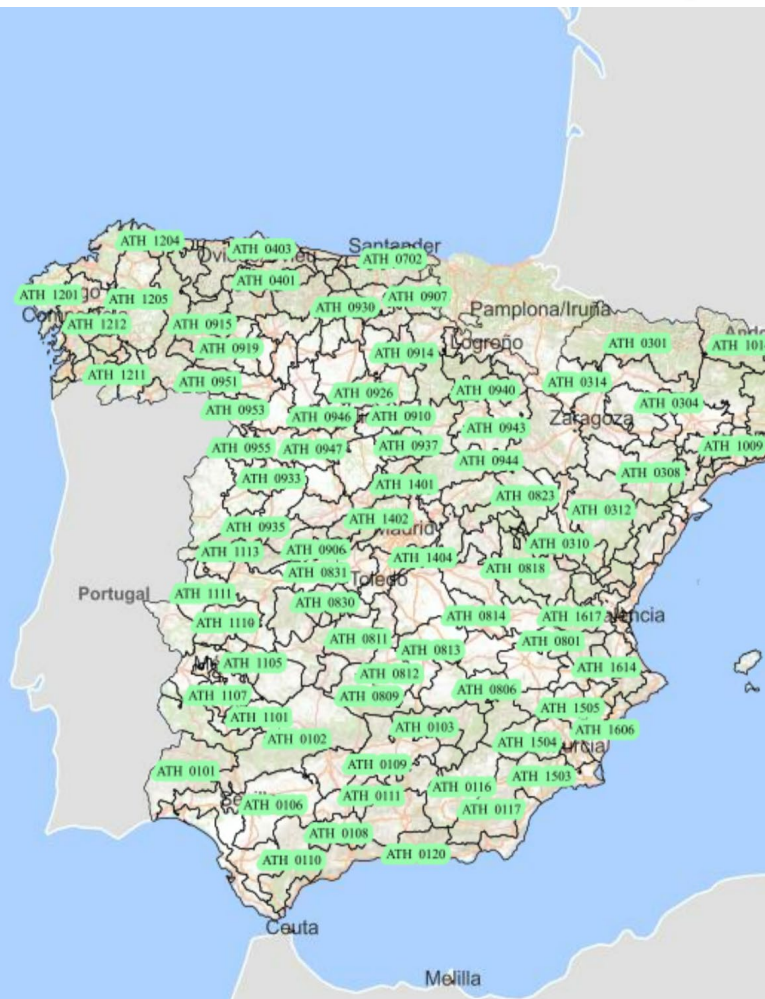 ATH 1204
ATH 0403
Santander
ATH 0702
ATH 0401
ATH 1201
ATH 1205
ATH 0907
ATH 0930
Pamplona/Iruña
ATH 1212
ATH 0915
Logroño
ATH 0301
ATH 0919
ATH 0914
ATH 1211
ATH 0951
ATH 0314
ATH 0926
ATH 0940
ATH 0304
ATH 0953
ATH 0946
ATH 0910
Zaragoza
ATH 0943
ATH 0955
ATH 0947
ATH 0937
ATH 1009
ATH 0944
ATH 0308
ATH 0933
ATH 1401
ATH 0823
ATH 0312
ATH 1402
ATH 0935
Madrid
ATH 0310
ATH 1113
ATH 0906
ATH 1404
ATH 0818
ATH 0831
Toledo
Portugal
ATH 1111
ATH 0830
ATH 0814
ATH 1617
ATH 1110
ATH 0811
ATH 0801
ATH 0813
ATH 1105
ATH 1614
ATH 0812
ATH 0806
ATH 1107
ATH 0809
ATH 1505
ATH 1101
ATH 0103
ATH 1606
ATH 0102
ATH 1504
ATH 0109
ATH 0101
ATH 1503
ATH 0116
ATH 0111
ATH 0106
ATH 0117
ATH 0108
ATH 0120
ATH 0110
Ceuta
Melilla